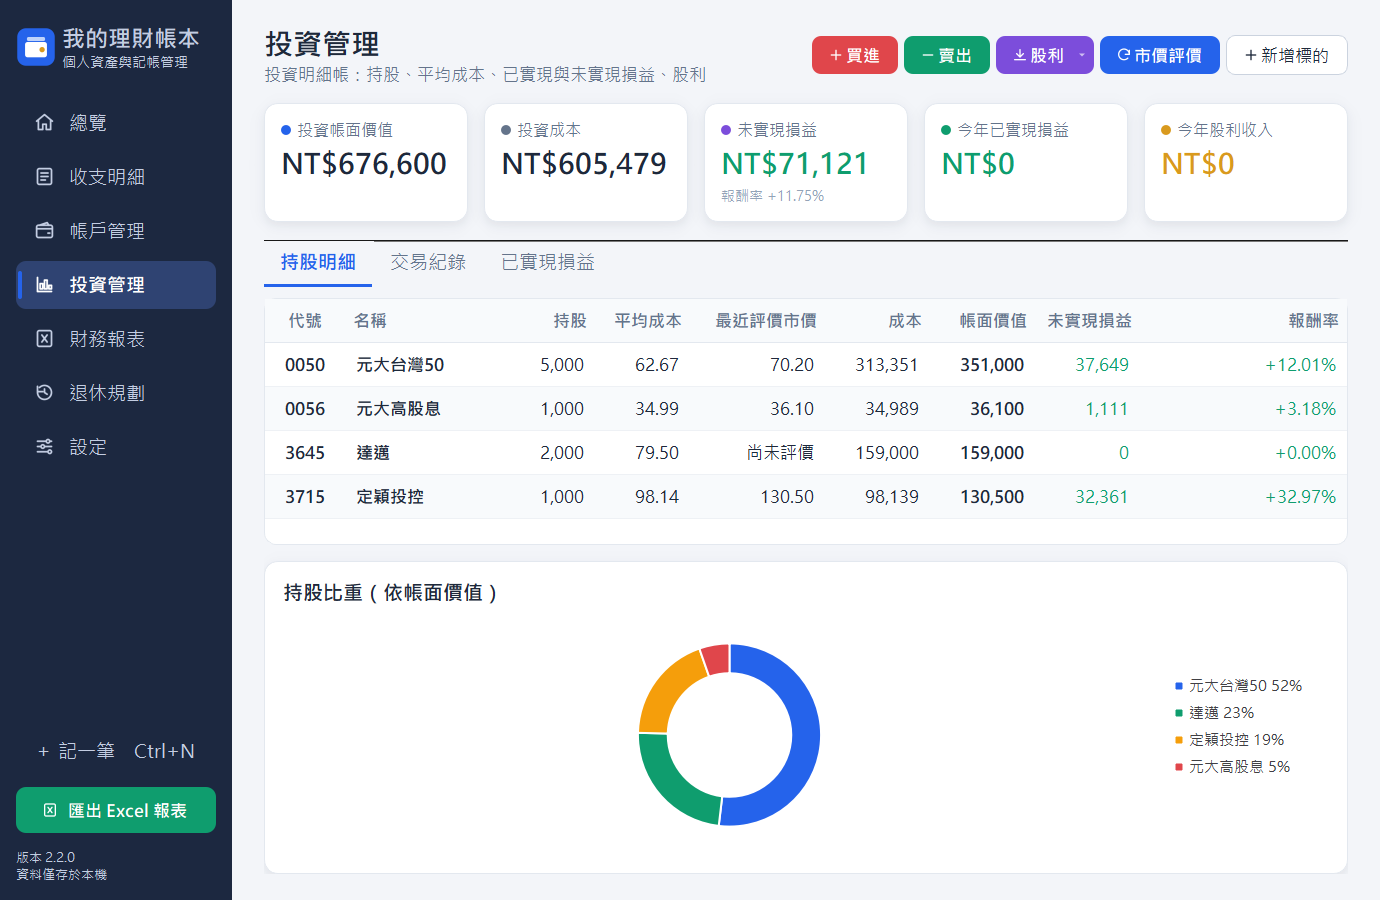 我的理財帳本
個人資產與記帳管理
總覽
收支明細
帳戶管理
投資管理
財務報表
退休規劃
設定
+ 記一筆 Ctrl+N
匯出 Excel 報表
版本 2.2.0
資料僅存於本機
投資管理
投資明細帳：持股、平均成本、已實現與未實現損益、股利
買進
賣出
股利
市價評價
新增標的
投資帳面價值
NT$676,600
投資成本
NT$605,479
未實現損益
NT$71,121
報酬率 +11.75%
今年已實現損益
NT$0
今年股利收入
NT$0
持股明細 交易紀錄 已實現損益
代號 名稱 持股 平均成本 最近評價市價 成本 帳面價值 未實現損益 報酬率
0050 元大台灣50 5,000 62.67 70.20 313,351 351,000 37,649 +12.01%
0056 元大高股息 1,000 34.99 36.10 34,989 36,100 1,111 +3.18%
3645 達邁 2,000 79.50 尚未評價 159,000 159,000 0 +0.00%
3715 定穎投控 1,000 98.14 130.50 98,139 130,500 32,361 +32.97%
持股比重（依帳面價值）
元大台灣50 52%
達邁 23%
定穎投控 19%
元大高股息 5%